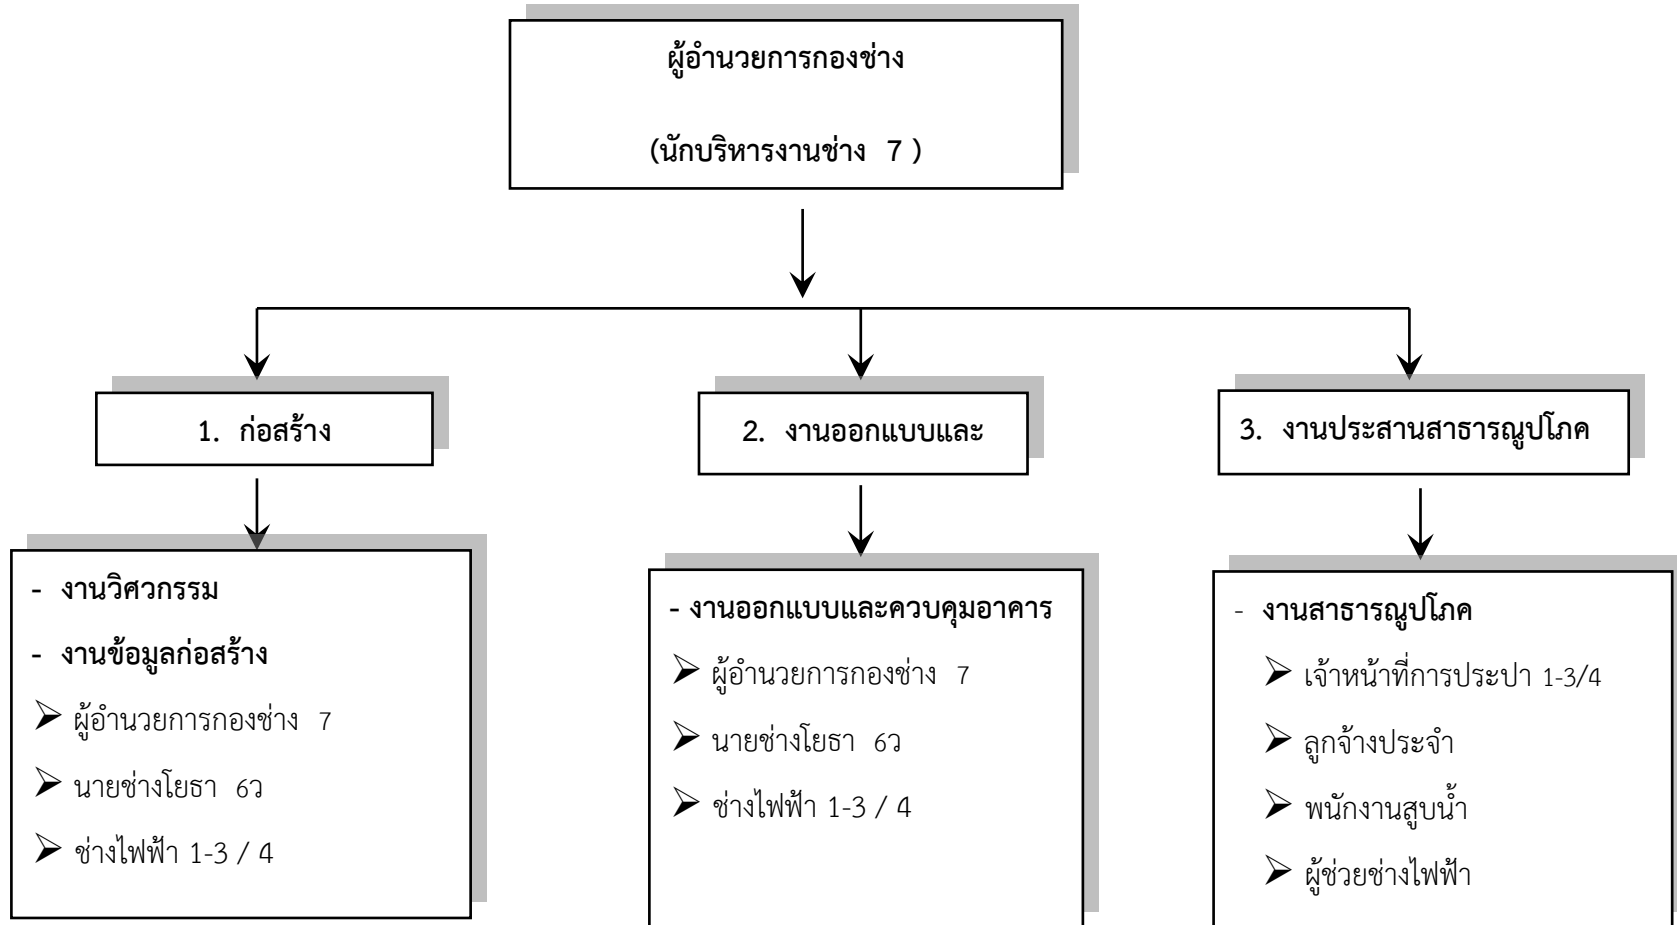 ผู้อำนวยการกองช่าง
(นักบริหารงานช่าง 7 )
1. ก่อสร้าง
2. งานออกแบบและ
3. งานประสานสาธารณูปโภค
- งานวิศวกรรม
- งานข้อมูลก่อสร้าง
➢ ผู้อำนวยการกองช่าง 7
➢ นายช่างโยธา 6ว
➢ ช่างไฟฟ้า 1-3 / 4
- งานออกแบบและควบคุมอาคาร
➢ ผู้อำนวยการกองช่าง 7
➢ นายช่างโยธา 6ว
➢ ช่างไฟฟ้า 1-3 / 4
- งานสาธารณูปโภค
➢ เจ้าหน้าที่การประปา 1-3/4
➢ ลูกจ้างประจำ
➢ พนักงานสูบน้ำ
➢ ผู้ช่วยช่างไฟฟ้า